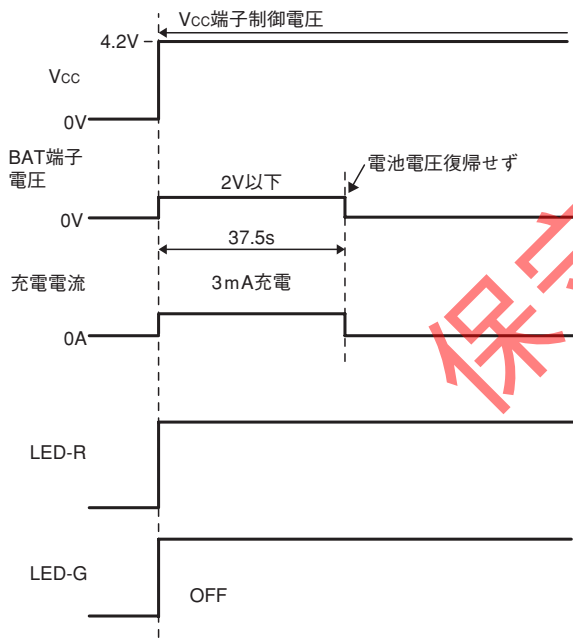 Vcc端子制御電圧
4.2V
Vcc
0V
BAT端子
電圧
電池電圧復帰せず
2V以下
0V
37.5s
充電電流
3mA充電
0A
LED-R
LED-G
OFF
保守